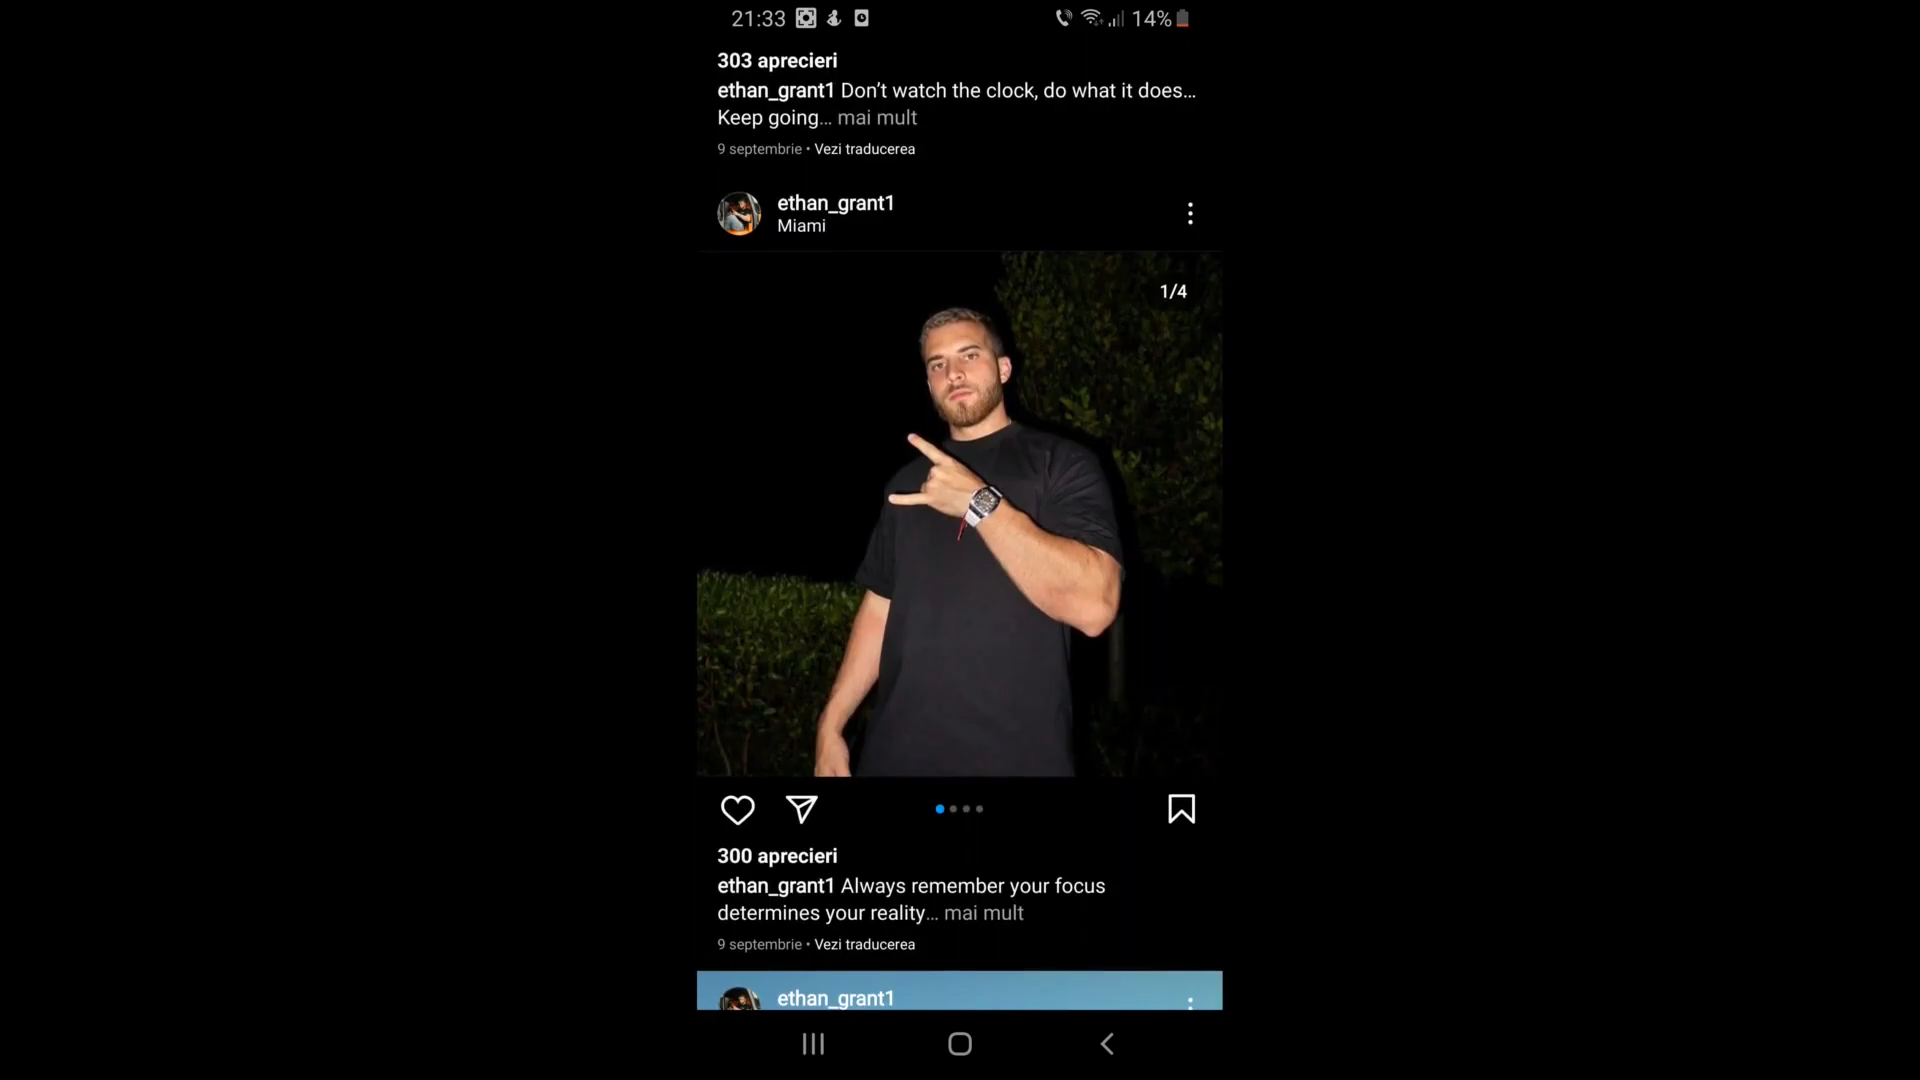 21:33
14%
303 aprecieri
ethan_grant1 Don't watch the clock, do what it does...
Keep going... mai mult
9 septembrie • Vezi traducerea
ethan_grant1
Miami
1/4
300 aprecieri
ethan_grant1 Always remember your focus
determines your reality... mai mult
9 septembrie • Vezi traducerea
ethan_grant1